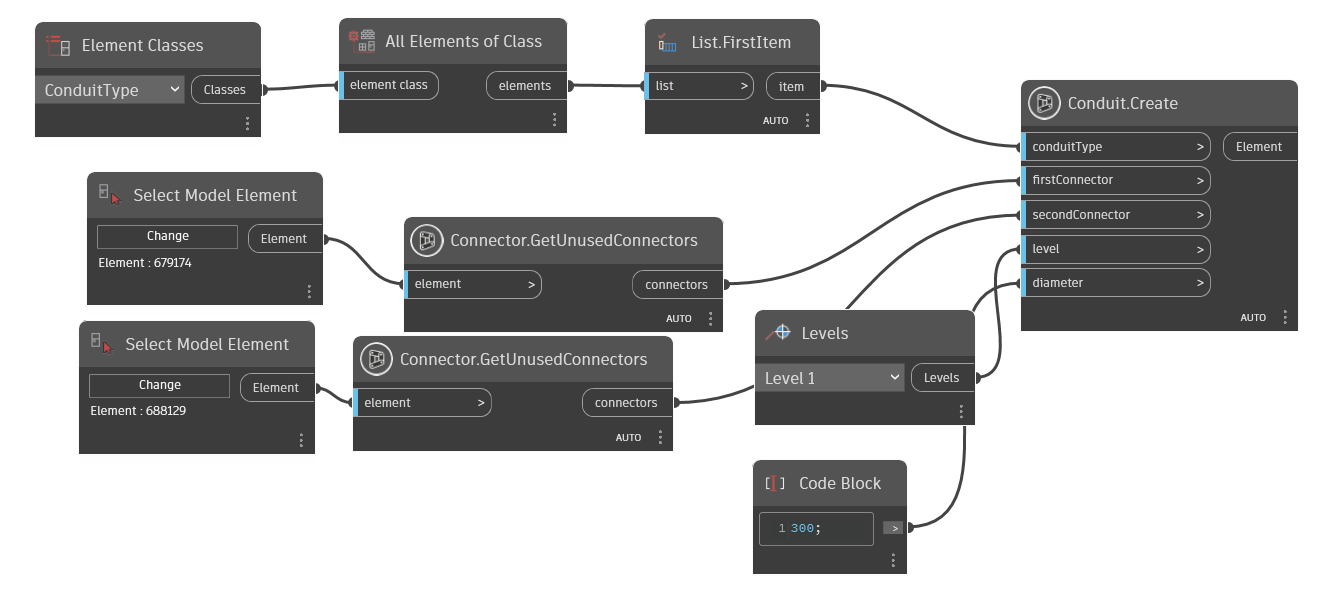 Element Classes
ConduitType
Classes
All Elements of Class
element class
elements
List.FirstItem
list >
item
AUTO
Conduit.Create
conduitType >
Element
firstConnector >
secondConnector >
level >
diameter >
AUTO
Select Model Element
Change
Element
Element : 679174
Connector.GetUnusedConnectors
element >
connectors
AUTO
Select Model Element
Change
Element
Element : 688129
Connector.GetUnusedConnectors
element >
connectors
AUTO
Levels
Level 1
Levels
Code Block
1 300;
>